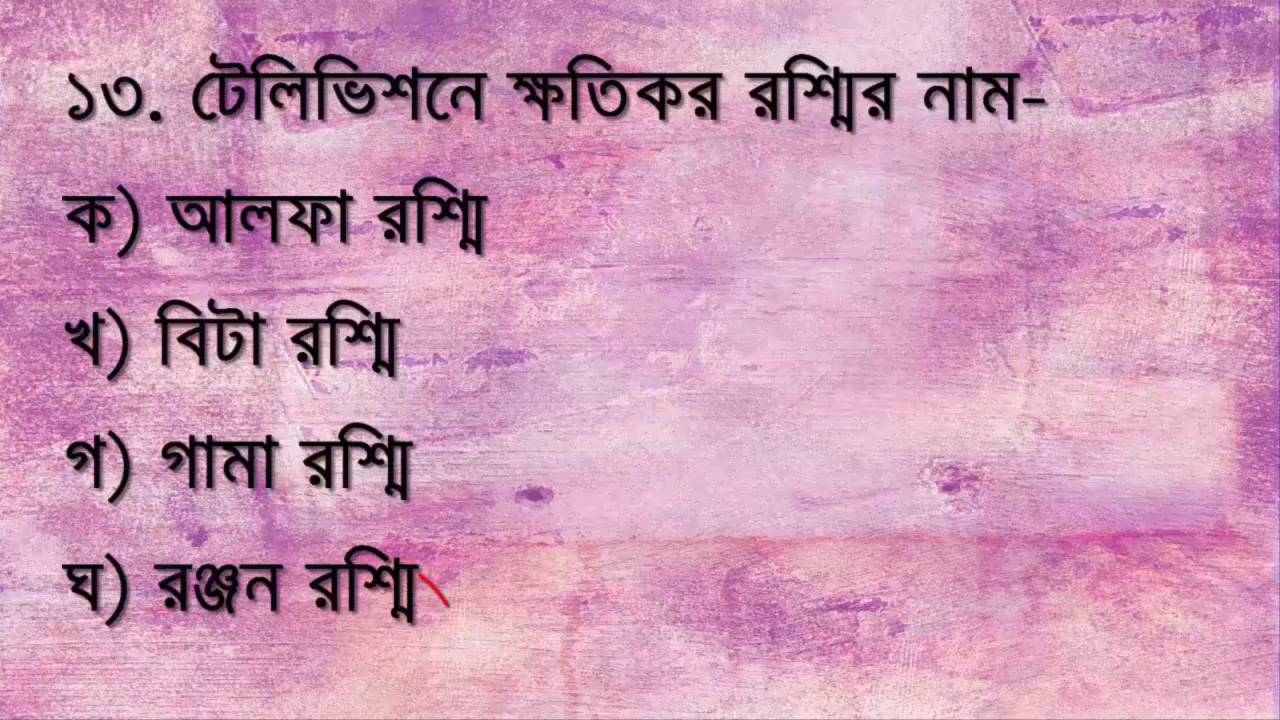 ১৩. টেলিভিশনে ক্ষতিকর রশ্মির নাম-
ক) আলফা রশ্মি
খ) বিটা রশ্মি
গ) গামা রশ্মি
ঘ) রঞ্জন রশ্মি